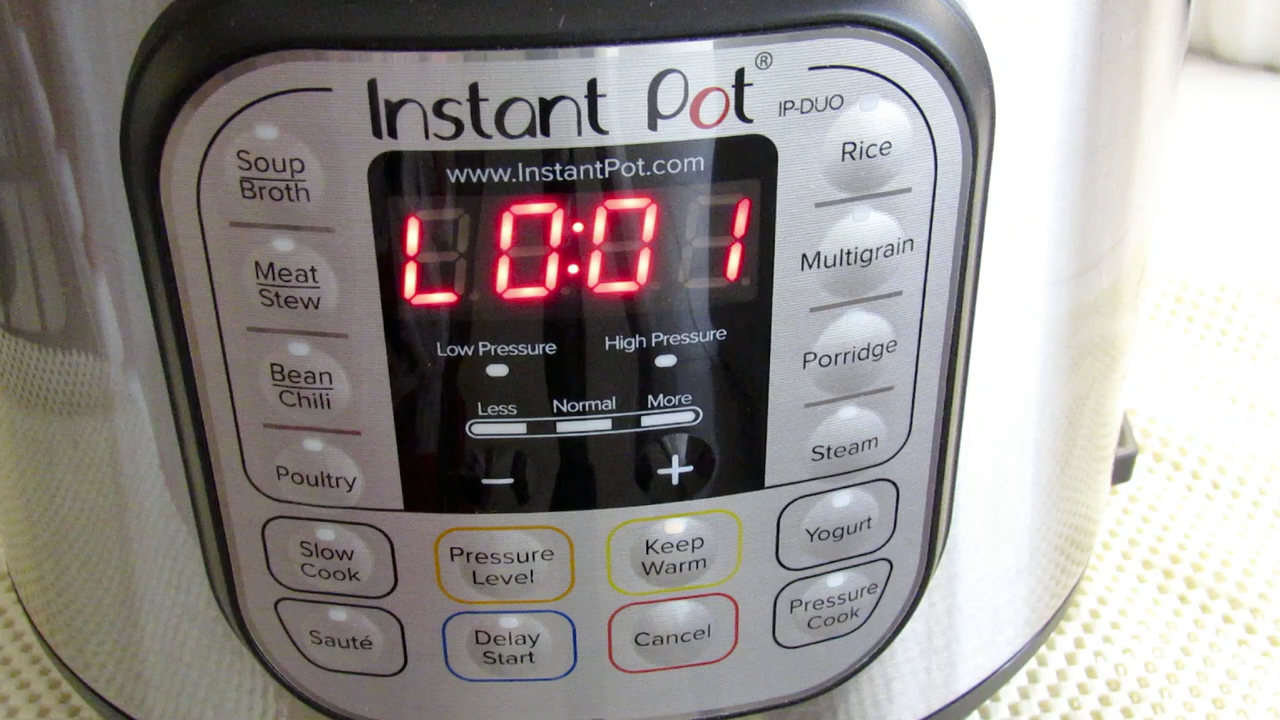 Instant Pot®
IP-DUO
www.InstantPot.com
L0:01
Low Pressure
High Pressure
Less
Normal
More
−
+
Soup
Broth
Meat
Stew
Bean
Chili
Poultry
Rice
Multigrain
Porridge
Steam
Slow
Cook
Pressure
Level
Keep
Warm
Yogurt
Sauté
Delay
Start
Cancel
Pressure
Cook